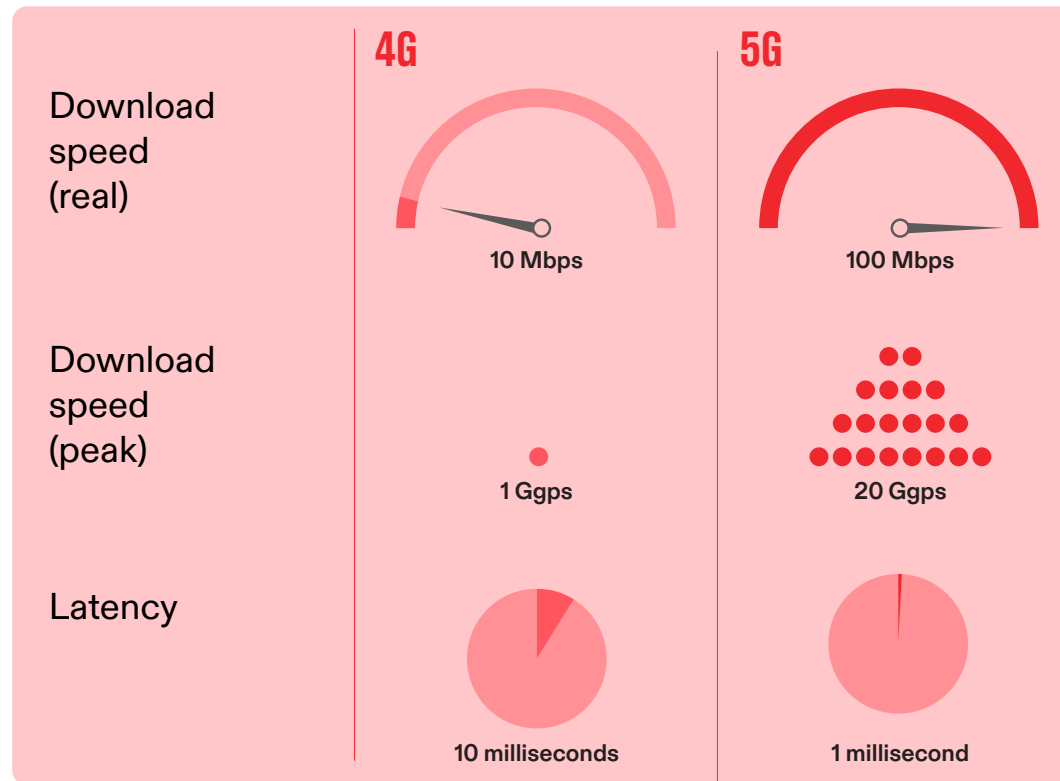 4G
5G
Download
speed
(real)
10 Mbps
100 Mbps
Download
speed
(peak)
1 Ggps
20 Ggps
Latency
10 milliseconds
1 millisecond